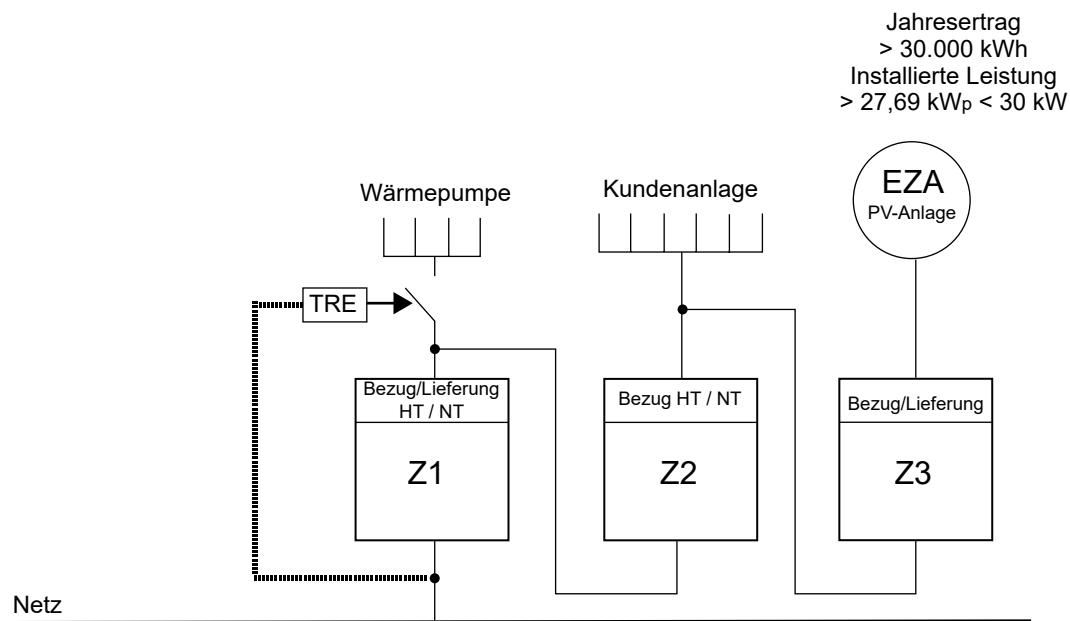 Jahresertrag
> 30.000 kWh
Installierte Leistung
> 27,69 kWp < 30 kW
EZA
PV-Anlage
Wärmepumpe
Kundenanlage
TRE
Bezug/Lieferung
HT / NT
Z1
Bezug HT / NT
Z2
Bezug/Lieferung
Z3
Netz